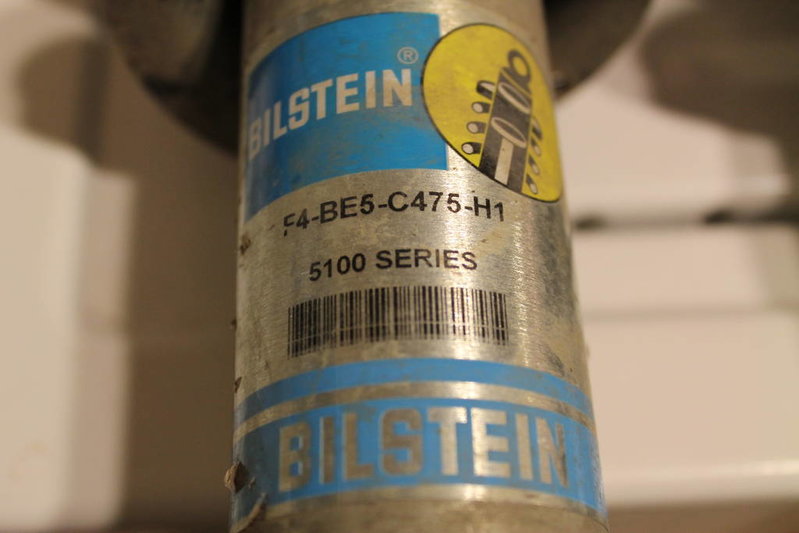 BILSTEIN®
F4-BE5-C475-H1
5100 SERIES
BILSTEIN